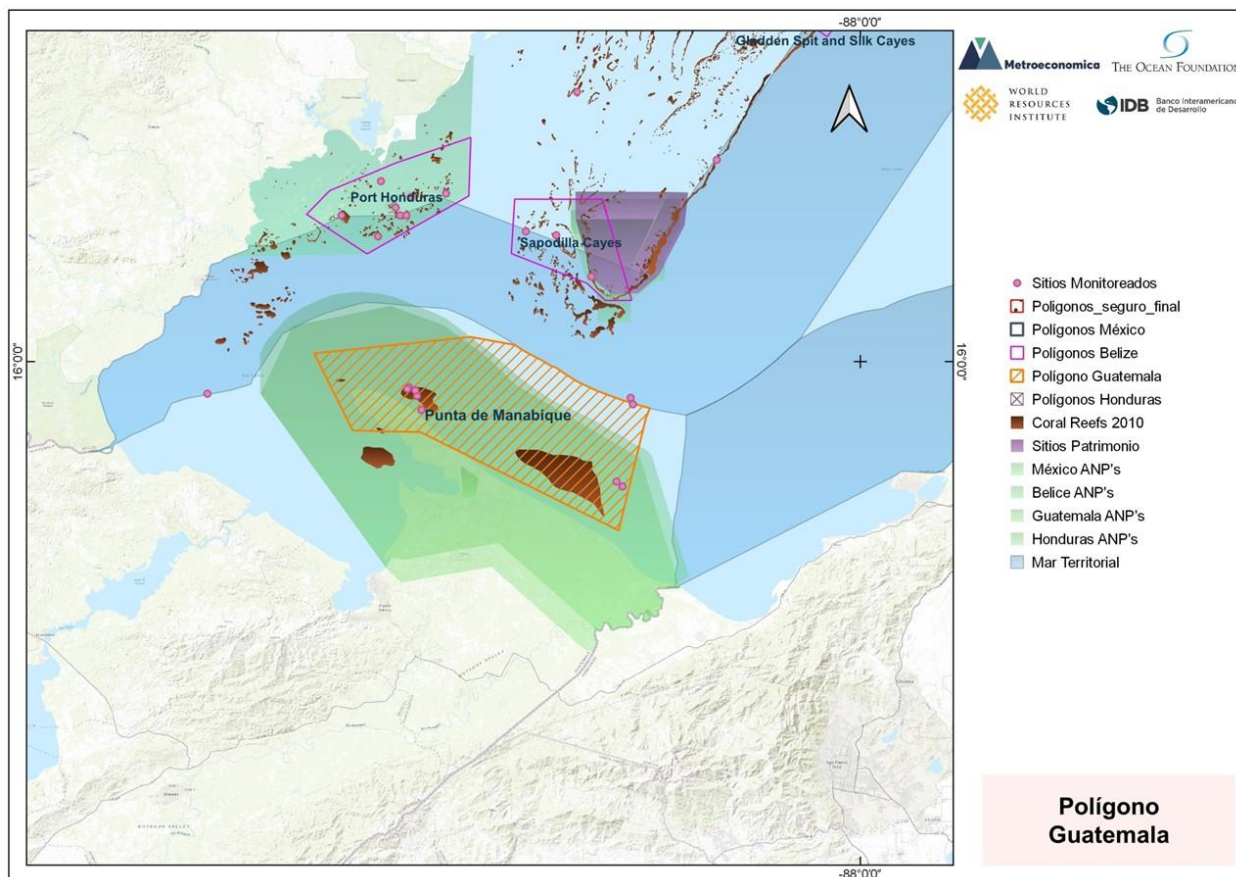 -88°0'0"
Gladden Spit and Silk Cayes
Metroeconomica
THE OCEAN FOUNDATION
WORLD
RESOURCES
INSTITUTE
IDB
Banco Interamericano
de Desarrollo
Port Honduras
Sapodilla Cayes
16°0'0"
16°0'0"
Punta de Manabique
Sitios Monitoreados
Poligonos_seguro_final
Polígonos México
Polígonos Belize
Polígono Guatemala
Polígonos Honduras
Coral Reefs 2010
Sitios Patrimonio
México ANP's
Belice ANP's
Guatemala ANP's
Honduras ANP's
Mar Territorial
Polígono
Guatemala
-88°0'0"